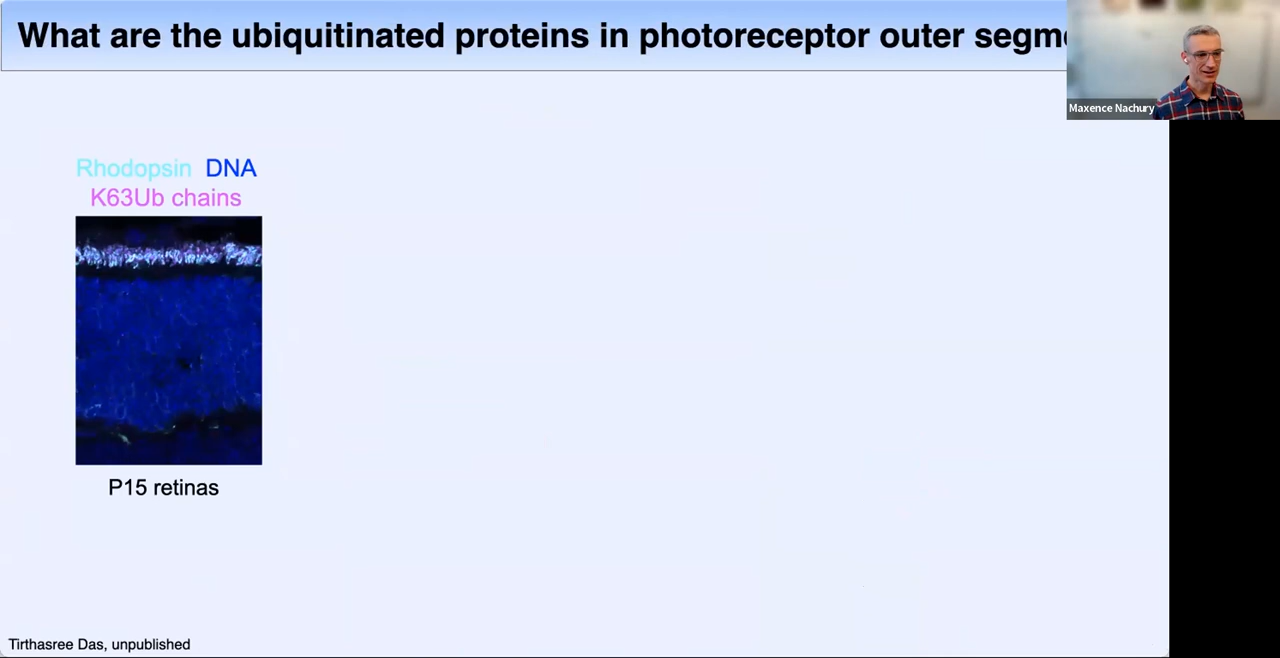 What are the ubiquitinated proteins in photoreceptor outer
Maxence Nachury
Rhodopsin DNA
K63Ub chains
P15 retinas
Tirthasree Das, unpublished